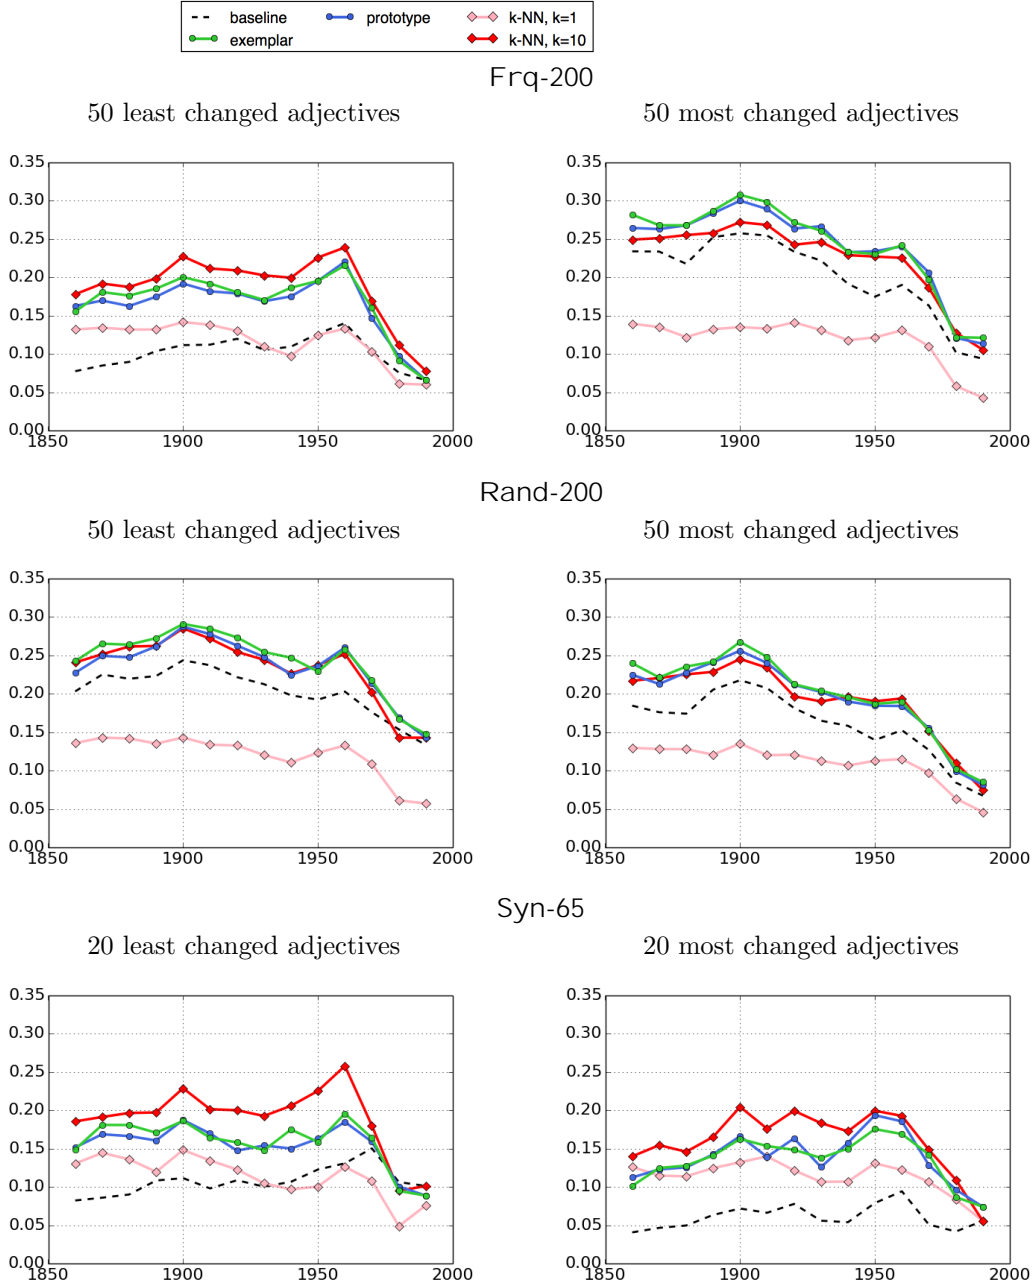 baseline prototype k-NN, k=1
exemplar k-NN, k=10
Frq-200
50 least changed adjectives 50 most changed adjectives
0.35 0.35
0.30 0.30
0.25 0.25
0.20 0.20
0.15 0.15
0.10 0.10
0.05 0.05
0.00 0.00
1850 1900 1950 2000 1850 1900 1950 2000
Rand-200
50 least changed adjectives 50 most changed adjectives
0.35 0.35
0.30 0.30
0.25 0.25
0.20 0.20
0.15 0.15
0.10 0.10
0.05 0.05
0.00 0.00
1850 1900 1950 2000 1850 1900 1950 2000
Syn-65
20 least changed adjectives 20 most changed adjectives
0.35 0.35
0.30 0.30
0.25 0.25
0.20 0.20
0.15 0.15
0.10 0.10
0.05 0.05
0.00 0.00
1850 1900 1950 2000 1850 1900 1950 2000